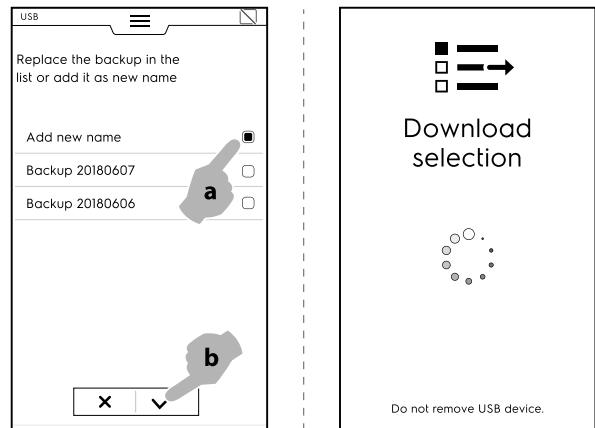 USB
Replace the backup in the
list or add it as new name
Add new name
Backup 20180607
Backup 20180606
a
b
Download
selection
Do not remove USB device.